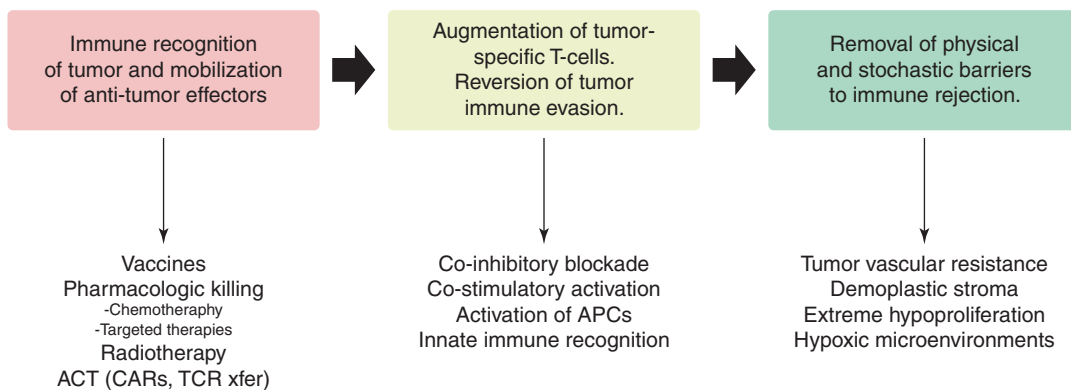 Immune recognition
of tumor and mobilization
of anti-tumor effectors
Augmentation of tumor-
specific T-cells.
Reversion of tumor
immune evasion.
Removal of physical
and stochastic barriers
to immune rejection.
Vaccines
Pharmacologic killing
-Chemotheraphy
-Targeted therapies
Radiotherapy
ACT (CARs, TCR xfer)
Co-inhibitory blockade
Co-stimulatory activation
Activation of APCs
Innate immune recognition
Tumor vascular resistance
Demoplastic stroma
Extreme hypoproliferation
Hypoxic microenvironments